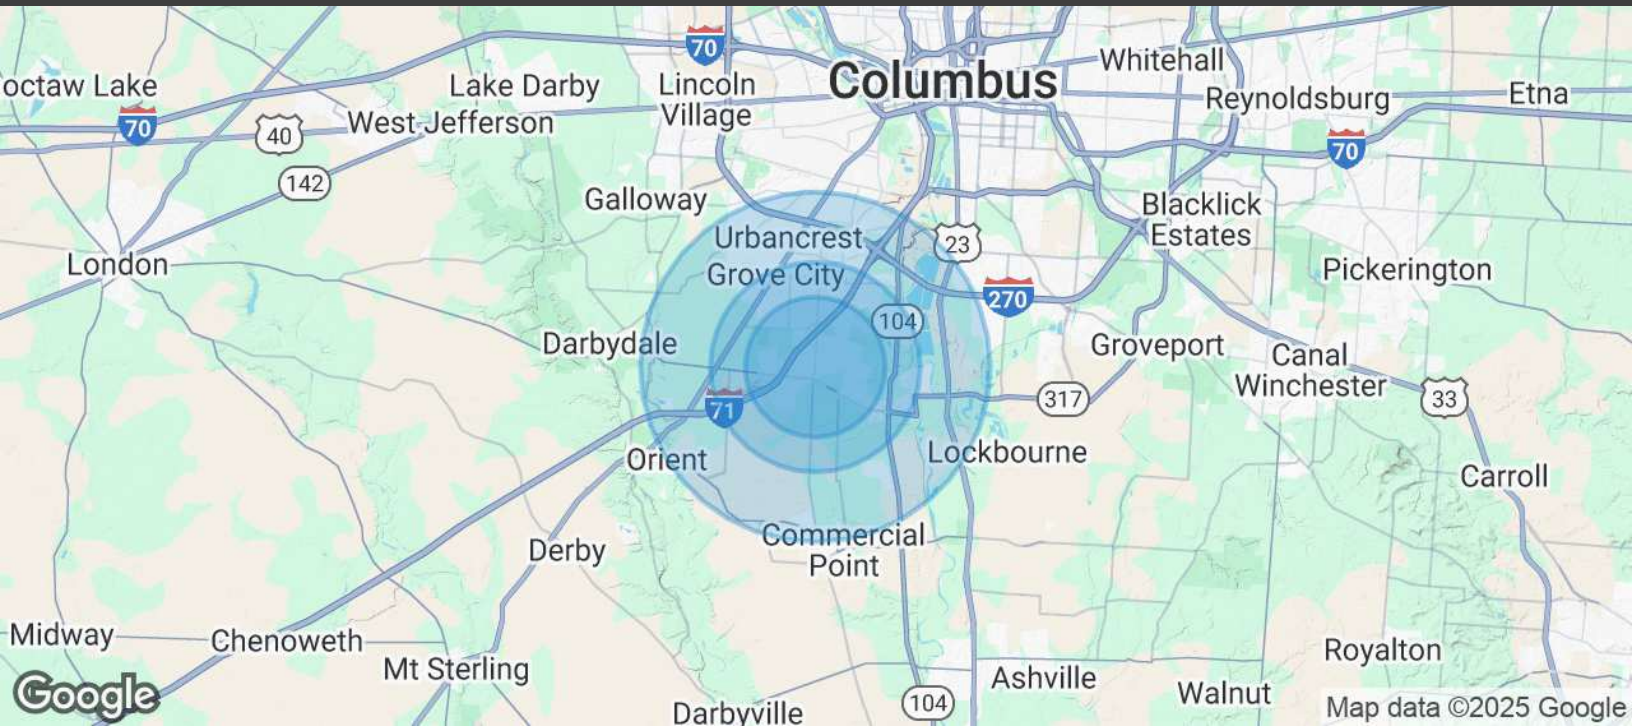 70
Whitehall
Columbus
octaw Lake
Lake Darby
Lincoln
Village
Reynoldsburg
Etna
70
40
West Jefferson
70
142
Galloway
Blacklick
Estates
Urbancrest
23
London
Grove City
Pickerington
270
104
Darbydale
Groveport
Canal
Winchester
71
317
33
Orient
Lockbourne
Carroll
Commercial
Point
Derby
Midway
Chenoweth
Mt Sterling
Royalton
Ashville
Walnut
Google
104
Darbyville
Map data ©2025 Google